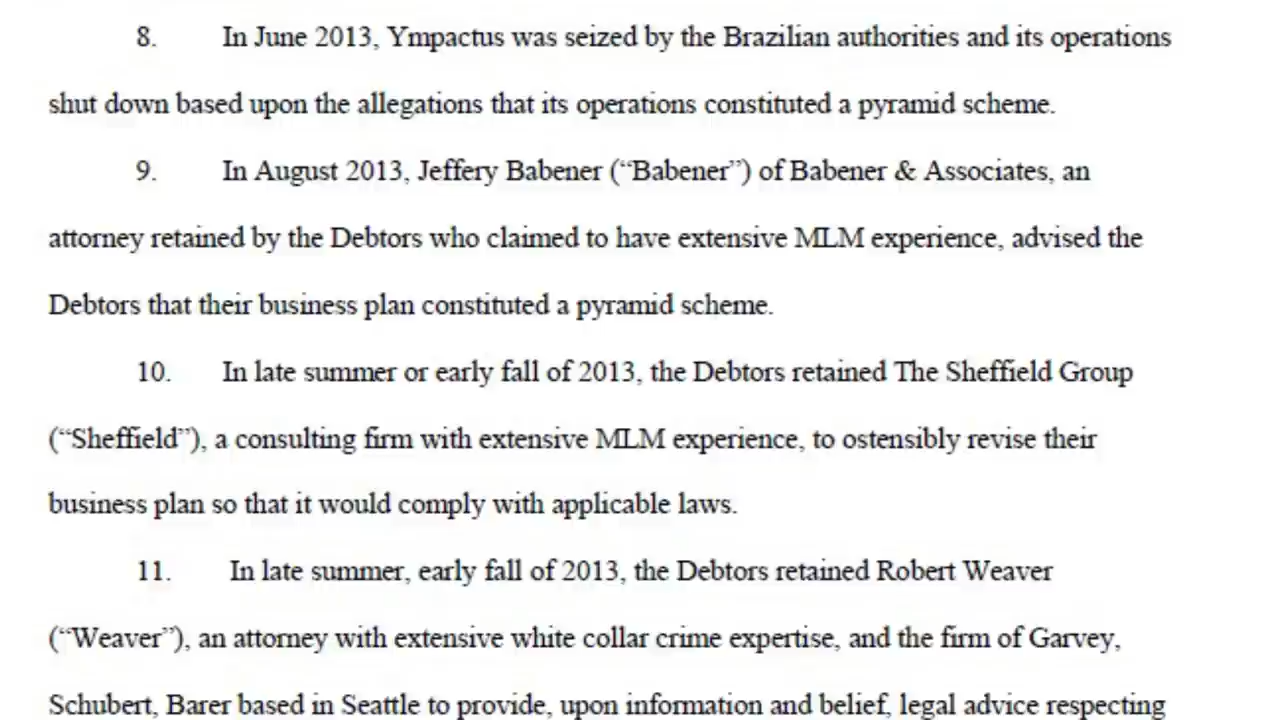 8. In June 2013, Ympactus was seized by the Brazilian authorities and its operations
shut down based upon the allegations that its operations constituted a pyramid scheme.
9. In August 2013, Jeffery Babener (“Babener”) of Babener & Associates, an
attorney retained by the Debtors who claimed to have extensive MLM experience, advised the
Debtors that their business plan constituted a pyramid scheme.
10. In late summer or early fall of 2013, the Debtors retained The Sheffield Group
(“Sheffield”), a consulting firm with extensive MLM experience, to ostensibly revise their
business plan so that it would comply with applicable laws.
11. In late summer, early fall of 2013, the Debtors retained Robert Weaver
(“Weaver”), an attorney with extensive white collar crime expertise, and the firm of Garvey,
Schubert, Barer based in Seattle to provide, upon information and belief, legal advice respecting